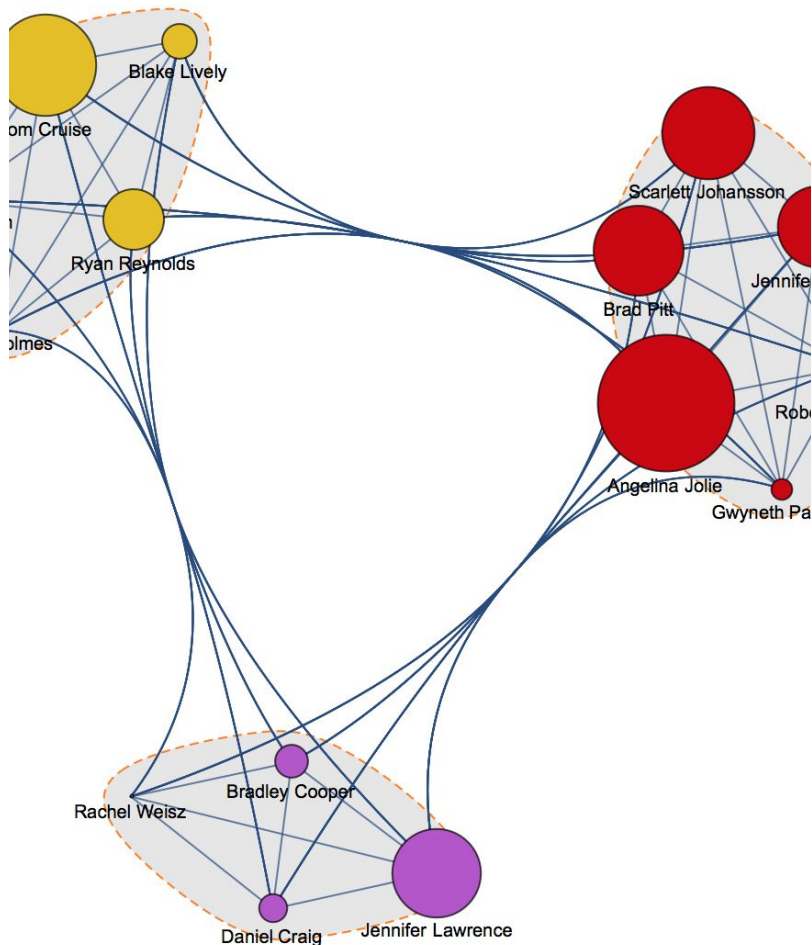 Blake Lively
om Cruise
Scarlett Johansson
n
Ryan Reynolds
Jennife
Brad Pitt
olmes
Robe
Angelina Jolie
Gwyneth Pa
Bradley Cooper
Rachel Weisz
Jennifer Lawrence
Daniel Craig